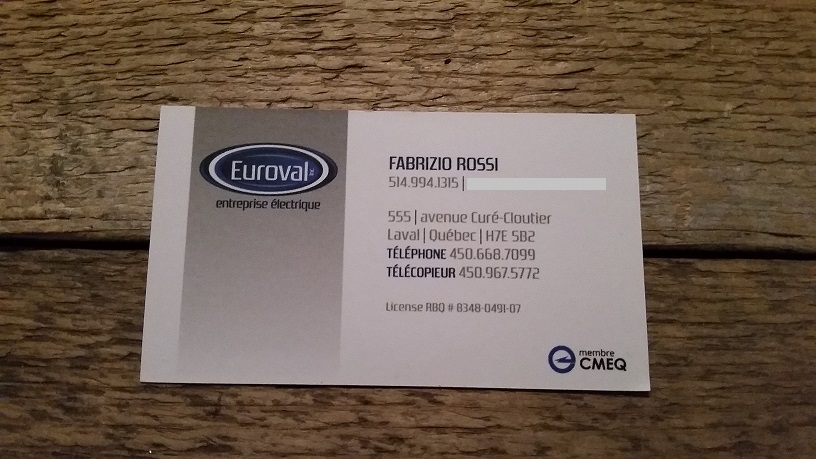 Euroval inc
entreprise électrique
FABRIZIO ROSSI
514.994.1315 |
555 | avenue Curé-Cloutier
Laval | Québec | H7E 5B2
TÉLÉPHONE 450.668.7099
TÉLÉCOPIEUR 450.967.5772
License RBQ # 8348-0491-07
membre
CMEQ